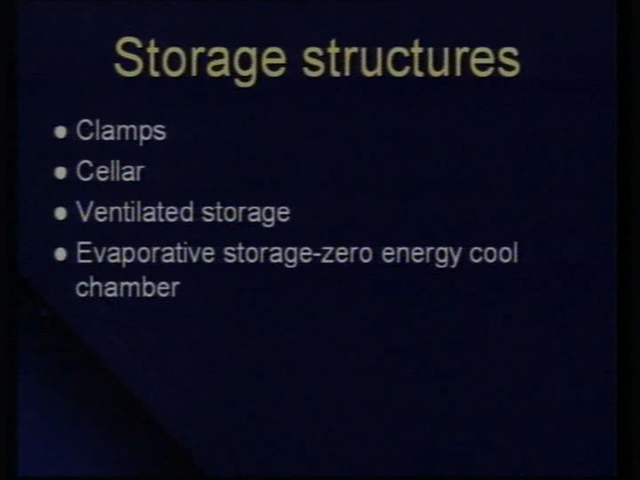 Storage structures
● Clamps
● Cellar
● Ventilated storage
● Evaporative storage-zero energy cool
chamber